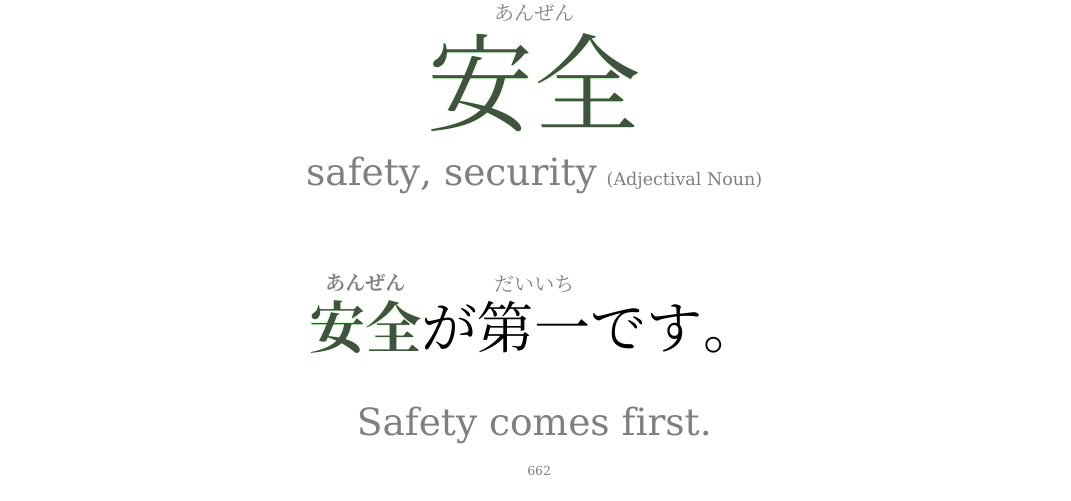 あんぜん
安全
safety, security (Adjectival Noun)
あんぜん だいいち
安全が第一です。
Safety comes first.
662